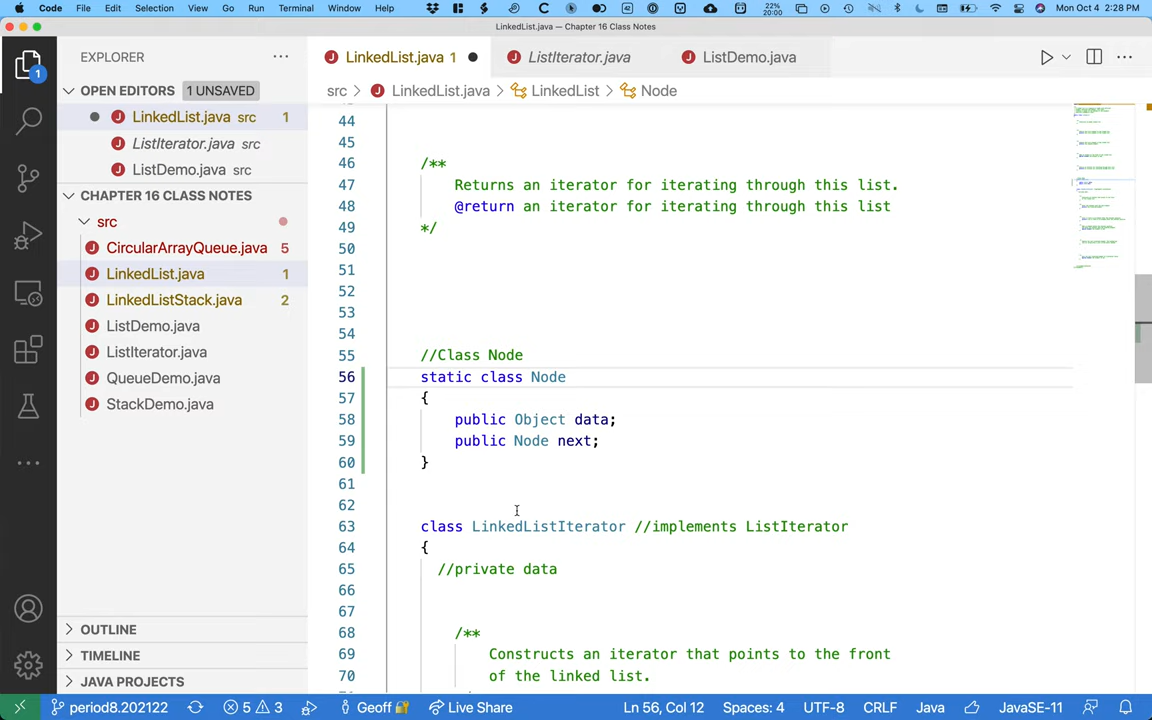 Code File Edit Selection View Go Run Terminal Window Help 22% 20:00 Mon Oct 4 2:28 PM
LinkedList.java — Chapter 16 Class Notes
EXPLORER ...
LinkedList.java 1 ListIterator.java ListDemo.java
OPEN EDITORS 1 UNSAVED
src > LinkedList.java > LinkedList > Node
LinkedList.java src 1
ListIterator.java src
ListDemo.java src
CHAPTER 16 CLASS NOTES
src
CircularArrayQueue.java 5
LinkedList.java 1
LinkedListStack.java 2
ListDemo.java
ListIterator.java
QueueDemo.java
StackDemo.java
OUTLINE
TIMELINE
JAVA PROJECTS
44
45
46 /**
47 Returns an iterator for iterating through this list.
48 @return an iterator for iterating through this list
49 */
50
51
52
53
54
55 //Class Node
56 static class Node
57 {
58 public Object data;
59 public Node next;
60 }
61
62
63 class LinkedListIterator //implements ListIterator
64 {
65 //private data
66
67
68 /**
69 Constructs an iterator that points to the front
70 of the linked list.
period8.202122 5 3 Geoff Live Share Ln 56, Col 12 Spaces: 4 UTF-8 CRLF Java JavaSE-11